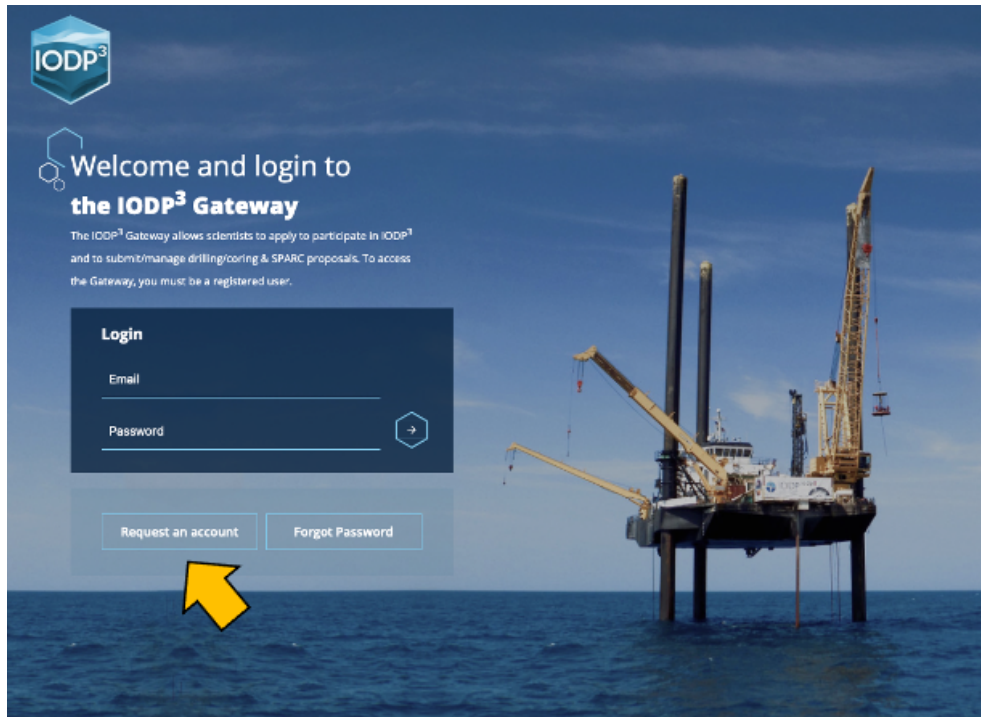 IODP³
Welcome and login to
the IODP³ Gateway
The IODP³ Gateway allows scientists to apply to participate in IODP³
and to submit/manage drilling/coring & SPARC proposals. To access
the Gateway, you must be a registered user.
Login
Email
Password
Request an account
Forgot Password